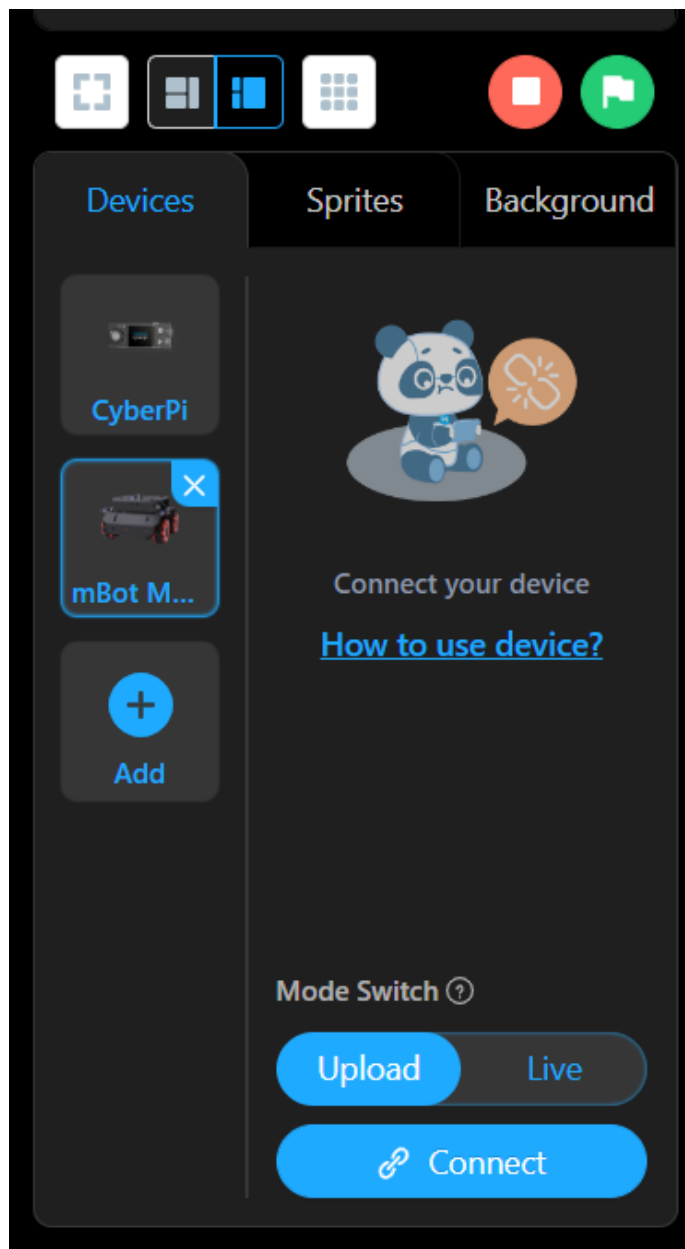 Devices
Sprites
Background
CyberPi
mBot M...
Add
Connect your device
How to use device?
Mode Switch ?
Upload
Live
Connect